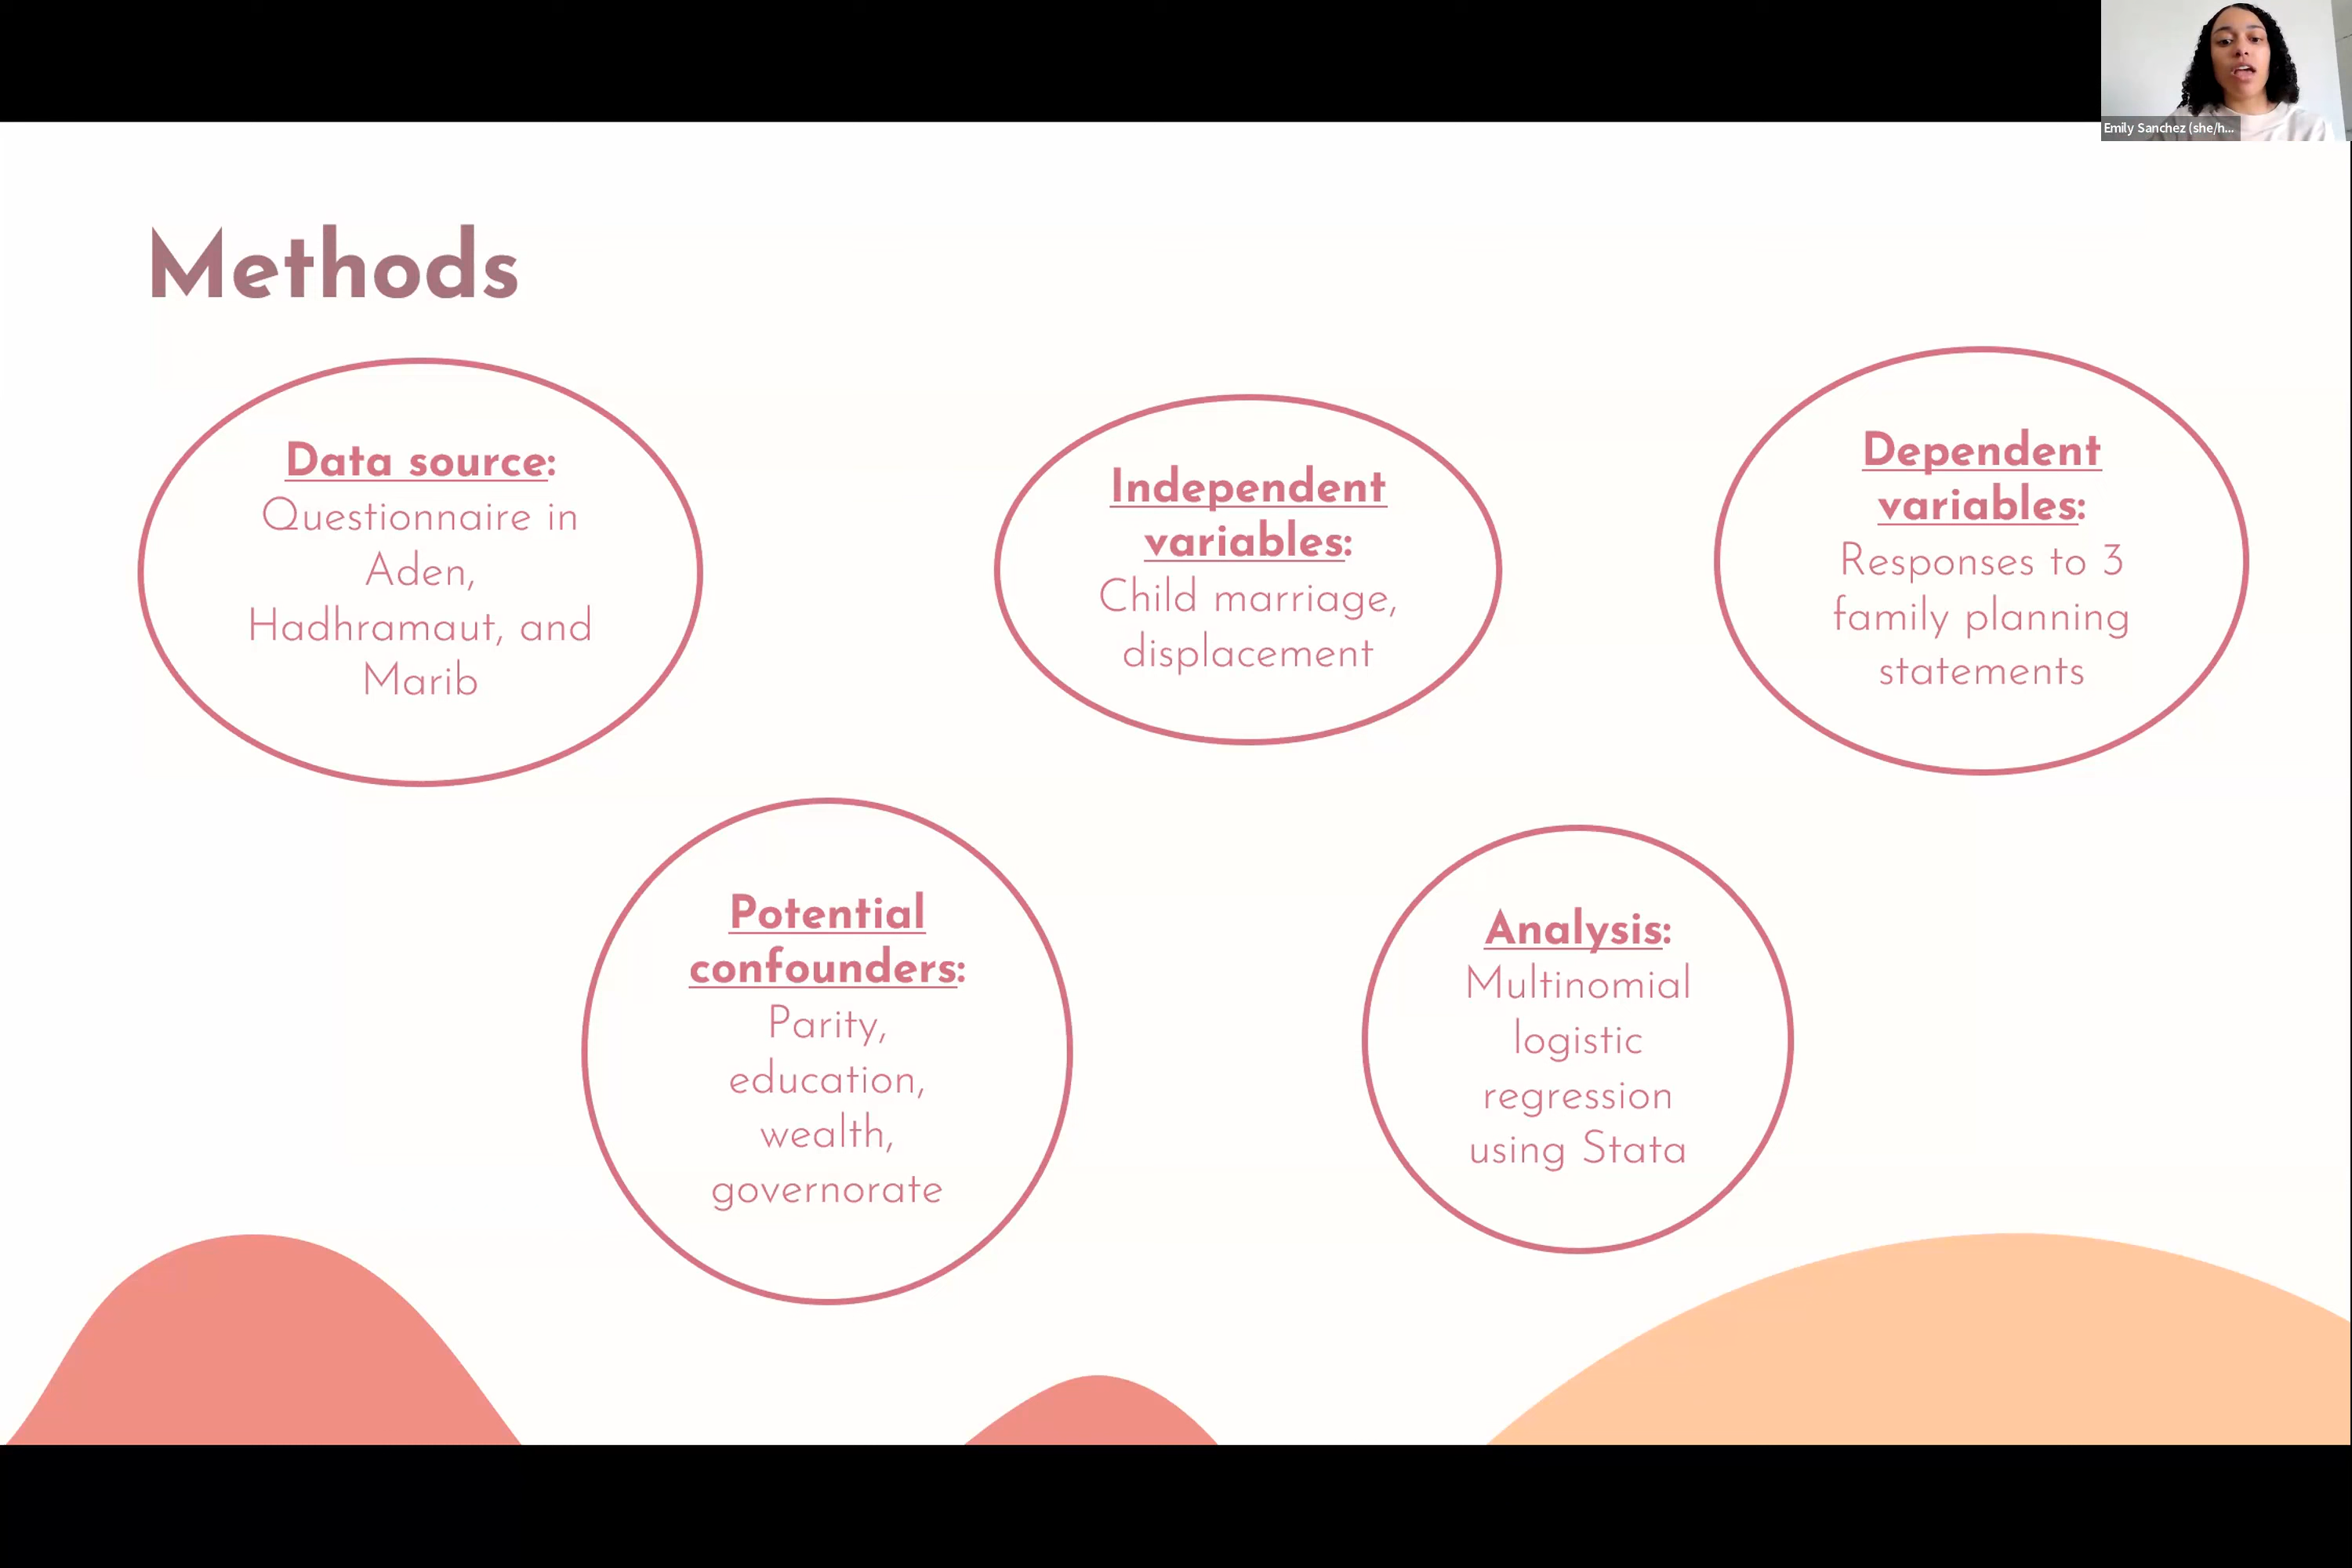 Emily Sanchez (she/h...
Methods
Data source:
Questionnaire in
Aden,
Hadhramaut, and
Marib
Independent
variables:
Child marriage,
displacement
Dependent
variables:
Responses to 3
family planning
statements
Potential
confounders:
Parity,
education,
wealth,
governorate
Analysis:
Multinomial
logistic
regression
using Stata